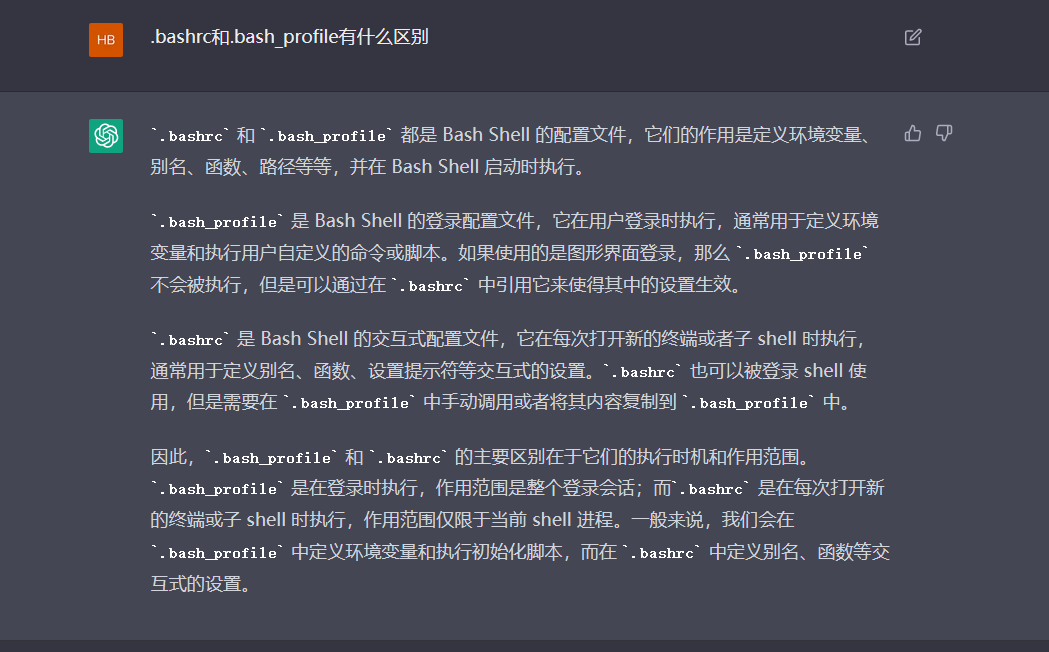 HB
.bashrc和.bash_profile有什么区别
`.bashrc` 和 `.bash_profile` 都是 Bash Shell 的配置文件，它们的作用是定义环境变量、
别名、函数、路径等等，并在 Bash Shell 启动时执行。
`.bash_profile` 是 Bash Shell 的登录配置文件，它在用户登录时执行，通常用于定义环境
变量和执行用户自定义的命令或脚本。如果使用的是图形界面登录，那么 `.bash_profile`
不会被执行，但是可以通过在 `.bashrc` 中引用它来使得其中的设置生效。
`.bashrc` 是 Bash Shell 的交互式配置文件，它在每次打开新的终端或者子 shell 时执行，
通常用于定义别名、函数、设置提示符等交互式的设置。`.bashrc` 也可以被登录 shell 使
用，但是需要在 `.bash_profile` 中手动调用或者将其内容复制到 `.bash_profile` 中。
因此，`.bash_profile` 和 `.bashrc` 的主要区别在于它们的执行时机和作用范围。
`.bash_profile` 是在登录时执行，作用范围是整个登录会话；而`.bashrc` 是在每次打开新
的终端或子 shell 时执行，作用范围仅限于当前 shell 进程。一般来说，我们会在
`.bash_profile` 中定义环境变量和执行初始化脚本，而在 `.bashrc` 中定义别名、函数等交
互式的设置。